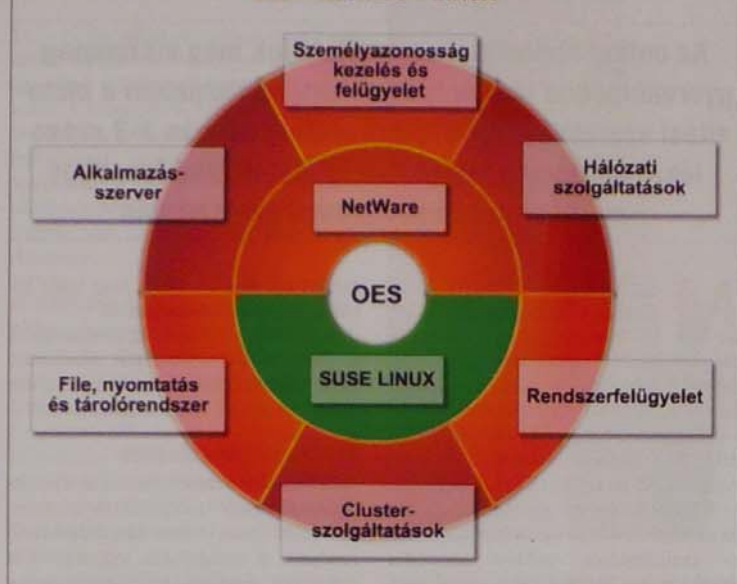 Személyazonosság
kezelés és
felügyelet
Alkalmazás-
szerver
Hálózati
szolgáltatások
NetWare
OES
SUSE LINUX
File, nyomtatás
és tárolórendszer
Rendszerfelügyelet
Cluster-
szolgáltatások